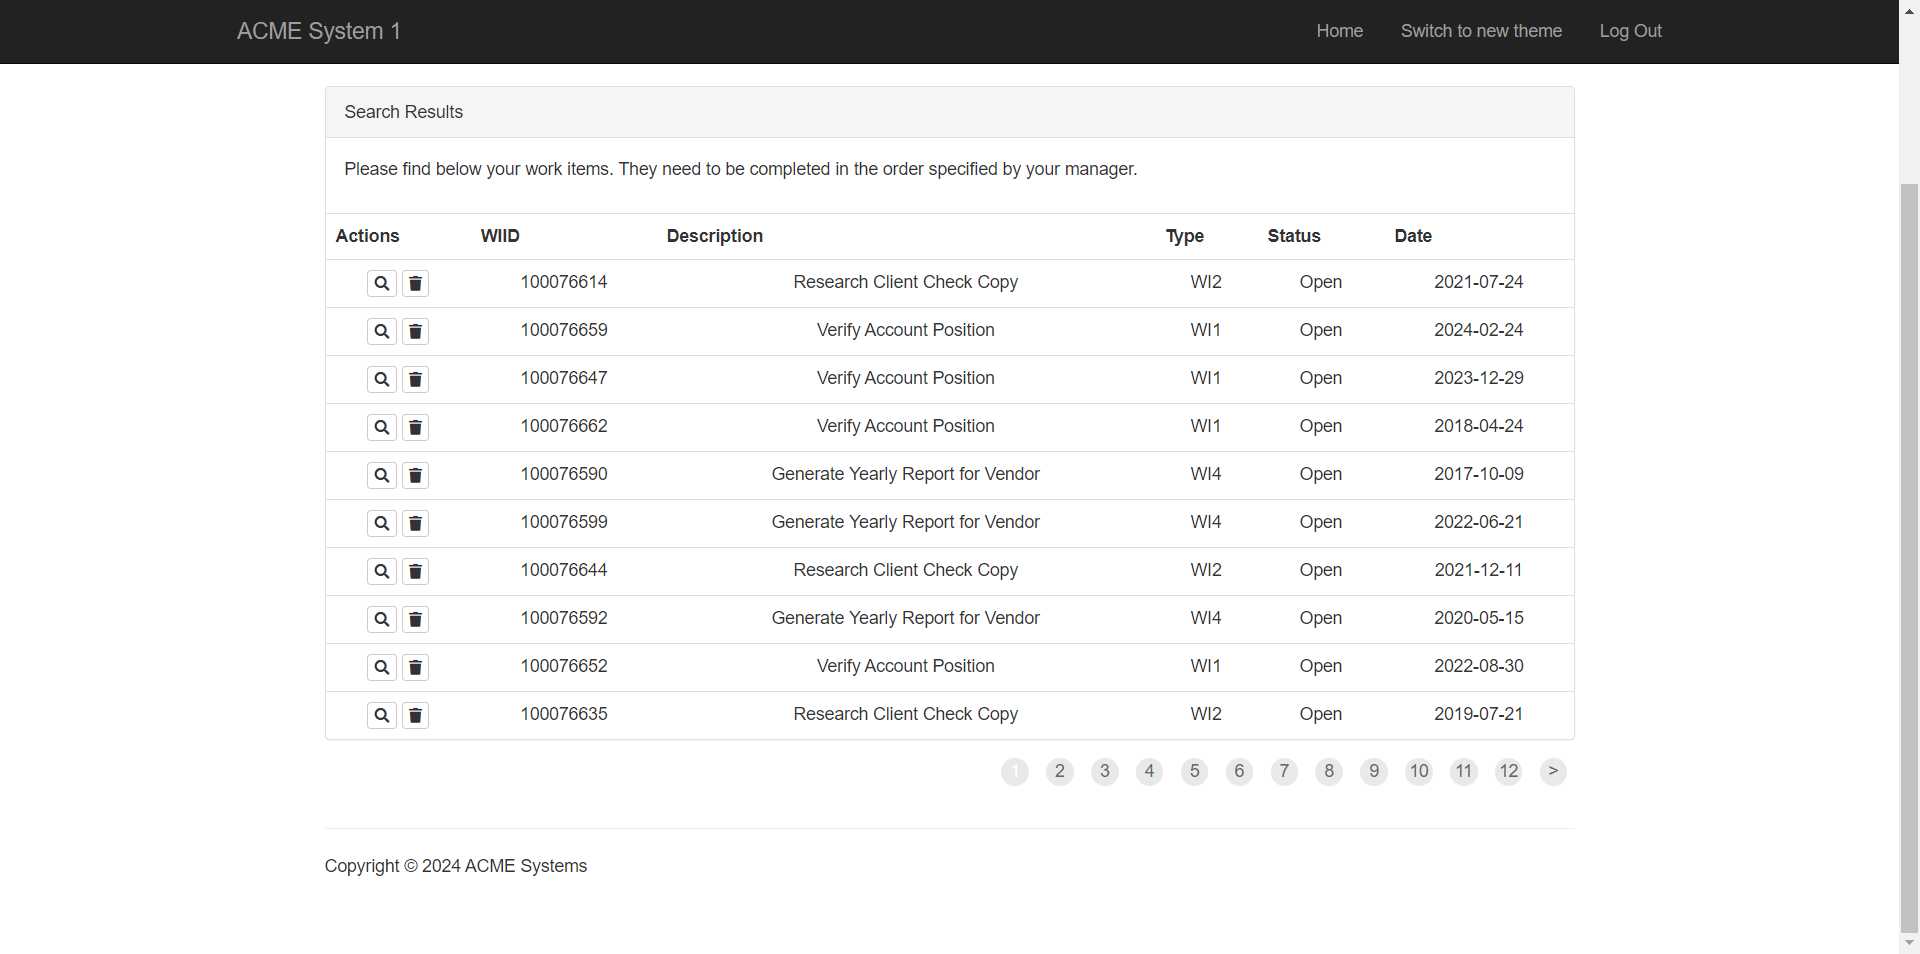 ACME System 1 Home Switch to new theme Log Out
Search Results
Please find below your work items. They need to be completed in the order specified by your manager.
Actions WIID Description Type Status Date
100076614 Research Client Check Copy WI2 Open 2021-07-24
100076659 Verify Account Position WI1 Open 2024-02-24
100076647 Verify Account Position WI1 Open 2023-12-29
100076662 Verify Account Position WI1 Open 2018-04-24
100076590 Generate Yearly Report for Vendor WI4 Open 2017-10-09
100076599 Generate Yearly Report for Vendor WI4 Open 2022-06-21
100076644 Research Client Check Copy WI2 Open 2021-12-11
100076592 Generate Yearly Report for Vendor WI4 Open 2020-05-15
100076652 Verify Account Position WI1 Open 2022-08-30
100076635 Research Client Check Copy WI2 Open 2019-07-21
1 2 3 4 5 6 7 8 9 10 11 12 >
Copyright © 2024 ACME Systems